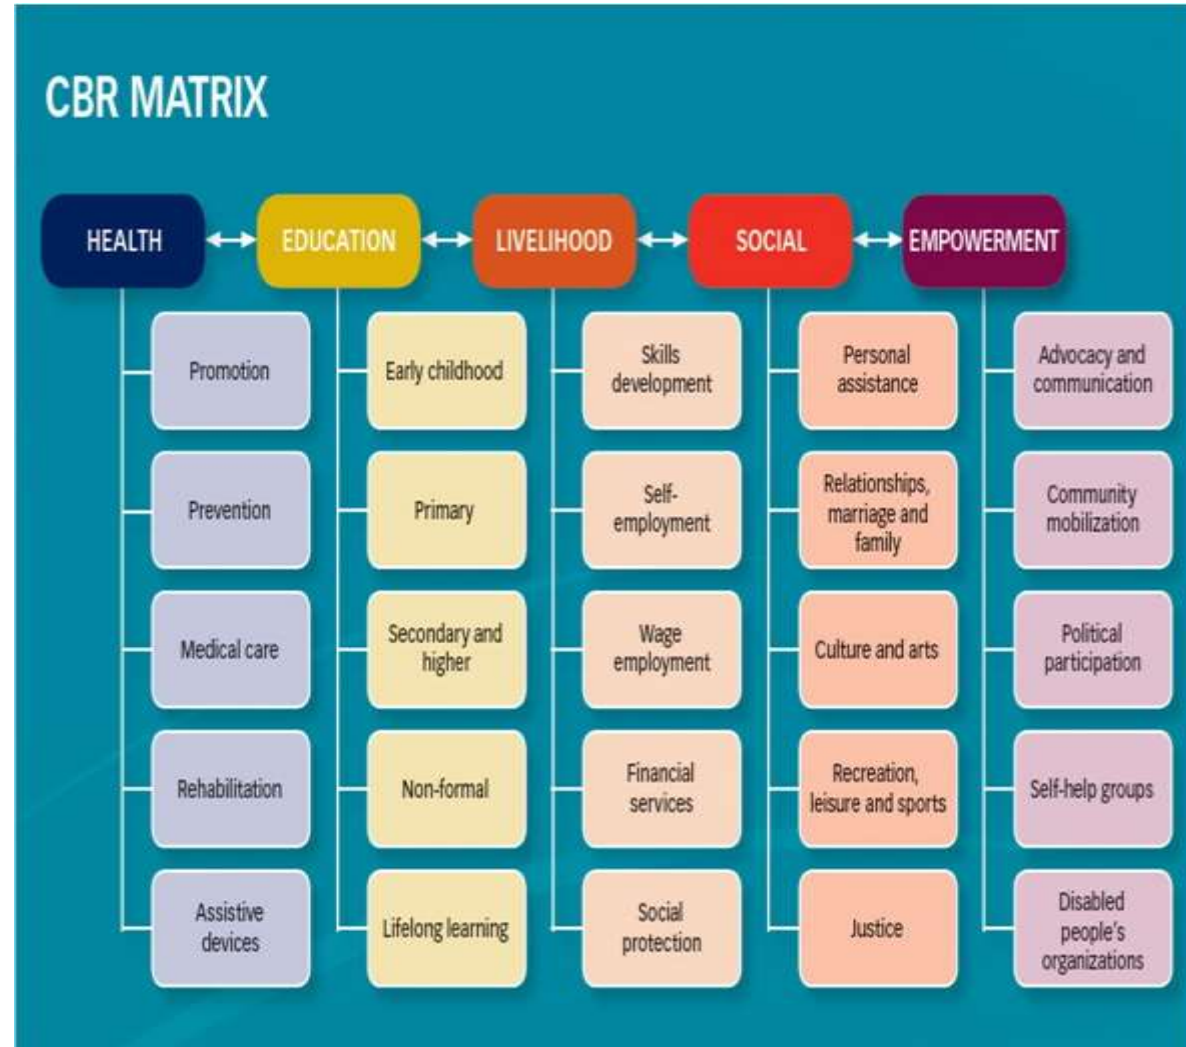 CBR MATRIX
HEALTH
EDUCATION
LIVELIHOOD
SOCIAL
EMPOWERMENT
Promotion
Prevention
Medical care
Rehabilitation
Assistive
devices
Early childhood
Primary
Secondary and
higher
Non-formal
Lifelong learning
Skills
development
Self-
employment
Wage
employment
Financial
services
Social
protection
Personal
assistance
Relationships,
marriage and
family
Culture and arts
Recreation,
leisure and sports
Justice
Advocacy and
communication
Community
mobilization
Political
participation
Self-help groups
Disabled
people's
organizations